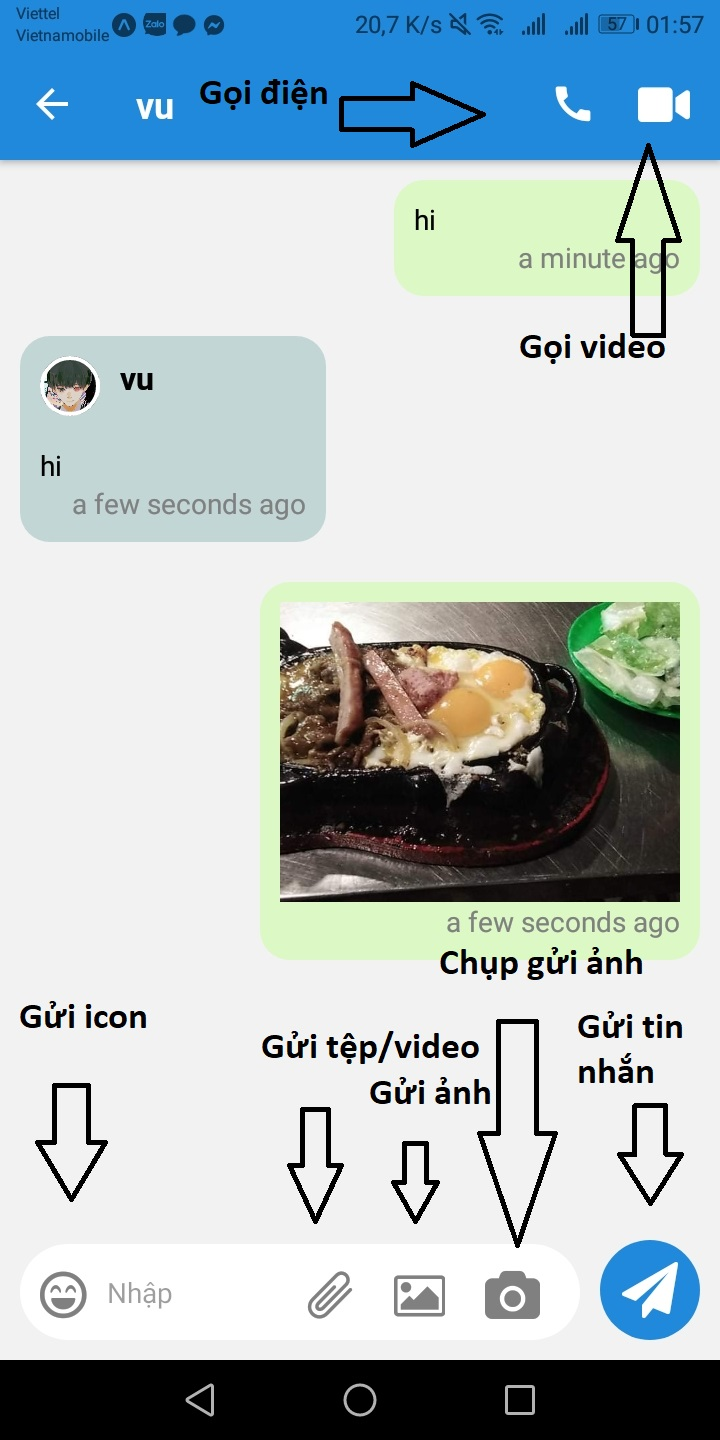 Viettel
Vietnamobile
Zalo
20,7 K/s
57
01:57
vu
Gọi điện
hi
a minute ago
Gọi video
vu
hi
a few seconds ago
a few seconds ago
Chụp gửi ảnh
Gửi icon
Gửi tệp/video
Gửi ảnh
Gửi tin
nhắn
Nhập